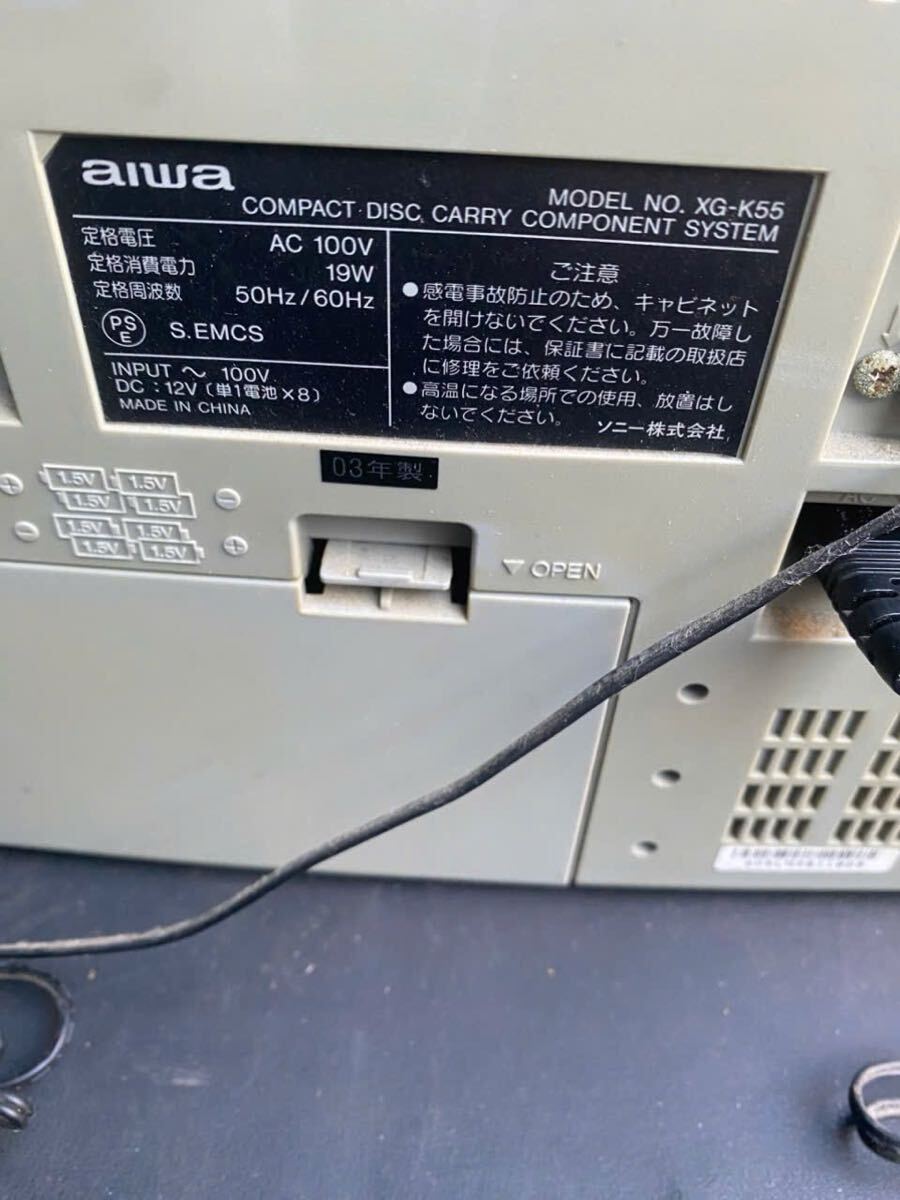 aiwa
MODEL NO. XG-K55
COMPACT DISC CARRY COMPONENT SYSTEM
定格電圧 AC 100V
定格消費電力 19W
定格周波数 50Hz/60Hz
PSE S.EMCS
INPUT ～ 100V
DC : 12V（単1電池×8）
MADE IN CHINA
ご注意
●感電事故防止のため、キャビネット
を開けないでください。万一故障し
た場合には、保証書に記載の取扱店
に修理をご依頼ください。
●高温になる場所での使用、放置はし
ないでください。
ソニー株式会社
03年製
⊕ 1.5V 1.5V ⊖
1.5V 1.5V
⊖ 1.5V 1.5V ⊕
1.5V 1.5V
▽ OPEN
AC